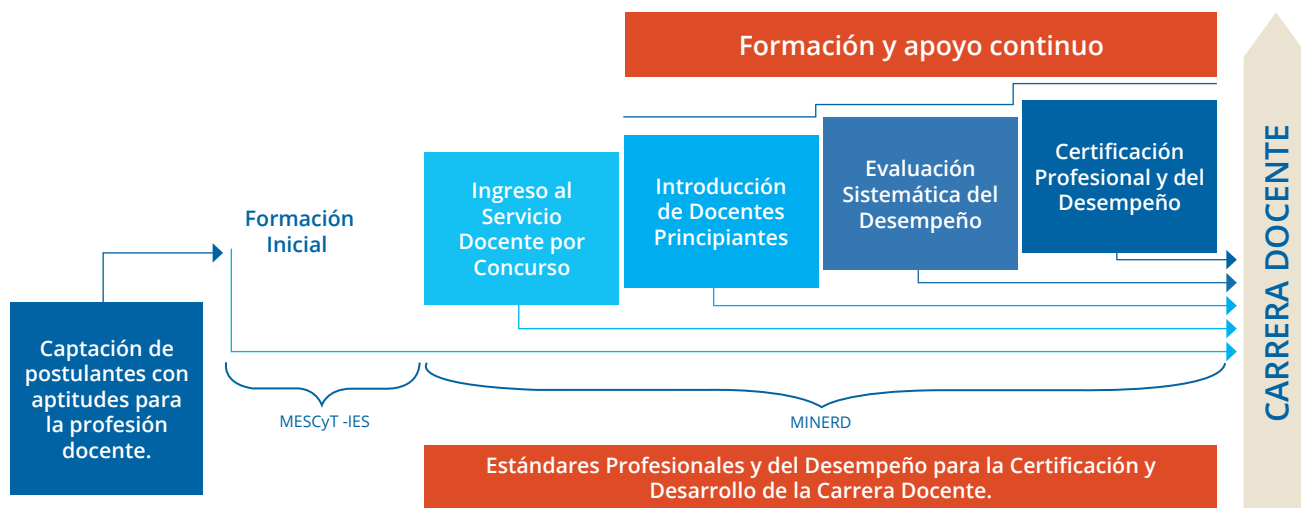 Formación y apoyo continuo
Captación de
postulantes con
aptitudes para
la profesión
docente.
Formación
Inicial
Ingreso al
Servicio
Docente por
Concurso
Introducción
de Docentes
Principiantes
Evaluación
Sistemática del
Desempeño
Certificación
Profesional y del
Desempeño
MESCyT -IES
MINERD
Estándares Profesionales y del Desempeño para la Certificación y
Desarrollo de la Carrera Docente.
CARRERA DOCENTE